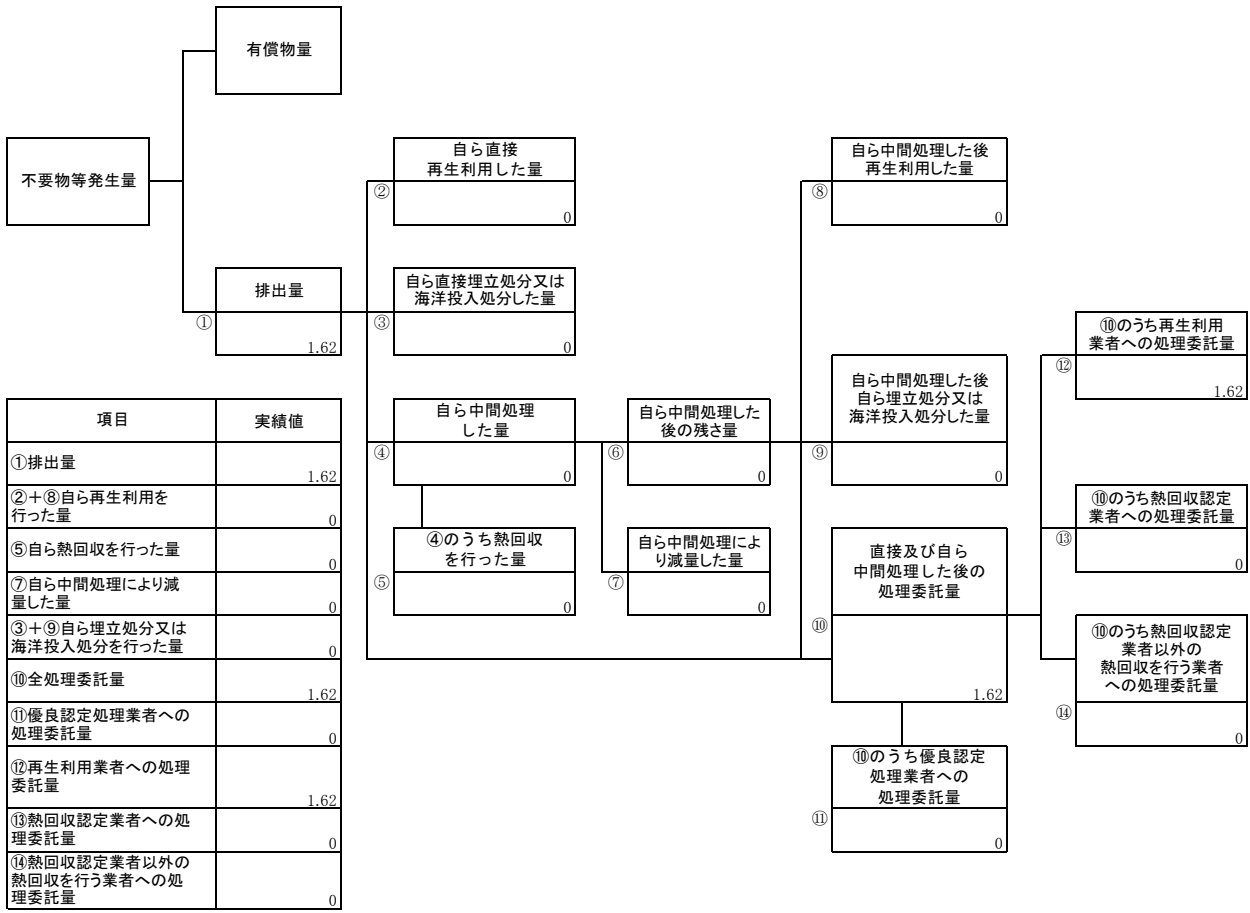 有償物量
不要物等発生量
排出量
①
1.62
自ら直接
再生利用した量
②
0
自ら直接埋立処分又は
海洋投入処分した量
③
0
自ら中間処理
した量
④
0
④のうち熱回収
を行った量
⑤
0
自ら中間処理した
後の残さ量
⑥
0
自ら中間処理によ
り減量した量
⑦
0
自ら中間処理した後
再生利用した量
⑧
0
自ら中間処理した後
自ら埋立処分又は
海洋投入処分した量
⑨
0
直接及び自ら
中間処理した後の
処理委託量
⑩
1.62
⑩のうち優良認定
処理業者への
処理委託量
⑪
0
⑩のうち再生利用
業者への処理委託量
⑫
1.62
⑩のうち熱回収認定
業者への処理委託量
⑬
0
⑩のうち熱回収認定
業者以外の
熱回収を行う業者
への処理委託量
⑭
0
項目 実績値
①排出量
1.62
②+⑧自ら再生利用を
行った量
0
⑤自ら熱回収を行った量
0
⑦自ら中間処理により減
量した量
0
③+⑨自ら埋立処分又は
海洋投入処分を行った量
0
⑩全処理委託量
1.62
⑪優良認定処理業者への
処理委託量
0
⑫再生利用業者への処理
委託量
1.62
⑬熱回収認定業者への処
理委託量
0
⑭熱回収認定業者以外の
熱回収を行う業者への処
理委託量
0